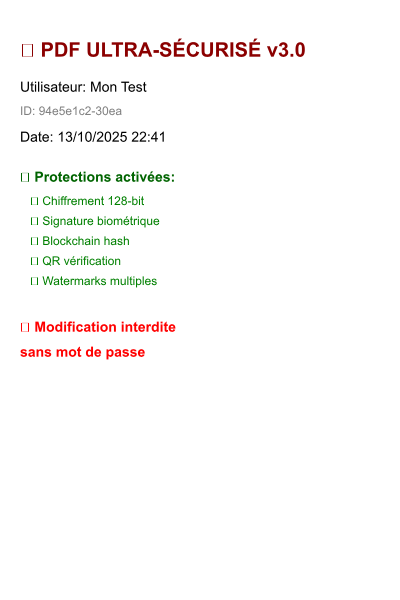 PDF ULTRA-SÉCURISÉ v3.0
Utilisateur: Mon Test
ID: 94e5e1c2-30ea
Date: 13/10/2025 22:41
Protections activées:
Chiffrement 128-bit
Signature biométrique
Blockchain hash
QR vérification
Watermarks multiples
Modification interdite
sans mot de passe